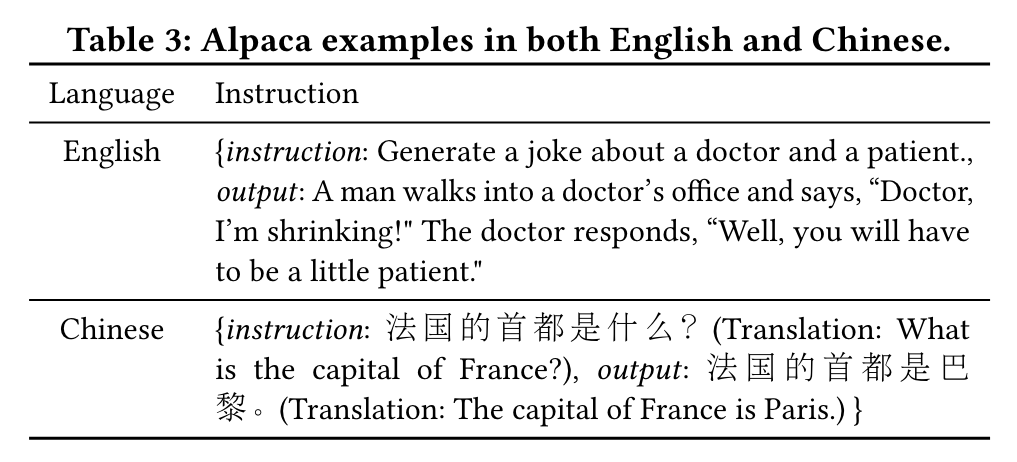 Table 3: Alpaca examples in both English and Chinese.
Language Instruction
English {instruction: Generate a joke about a doctor and a patient.,
output: A man walks into a doctor’s office and says, “Doctor,
I’m shrinking!" The doctor responds, “Well, you will have
to be a little patient."
Chinese {instruction: 法国的首都是什么? (Translation: What
is the capital of France?), output: 法国的首都是巴
黎。(Translation: The capital of France is Paris.) }